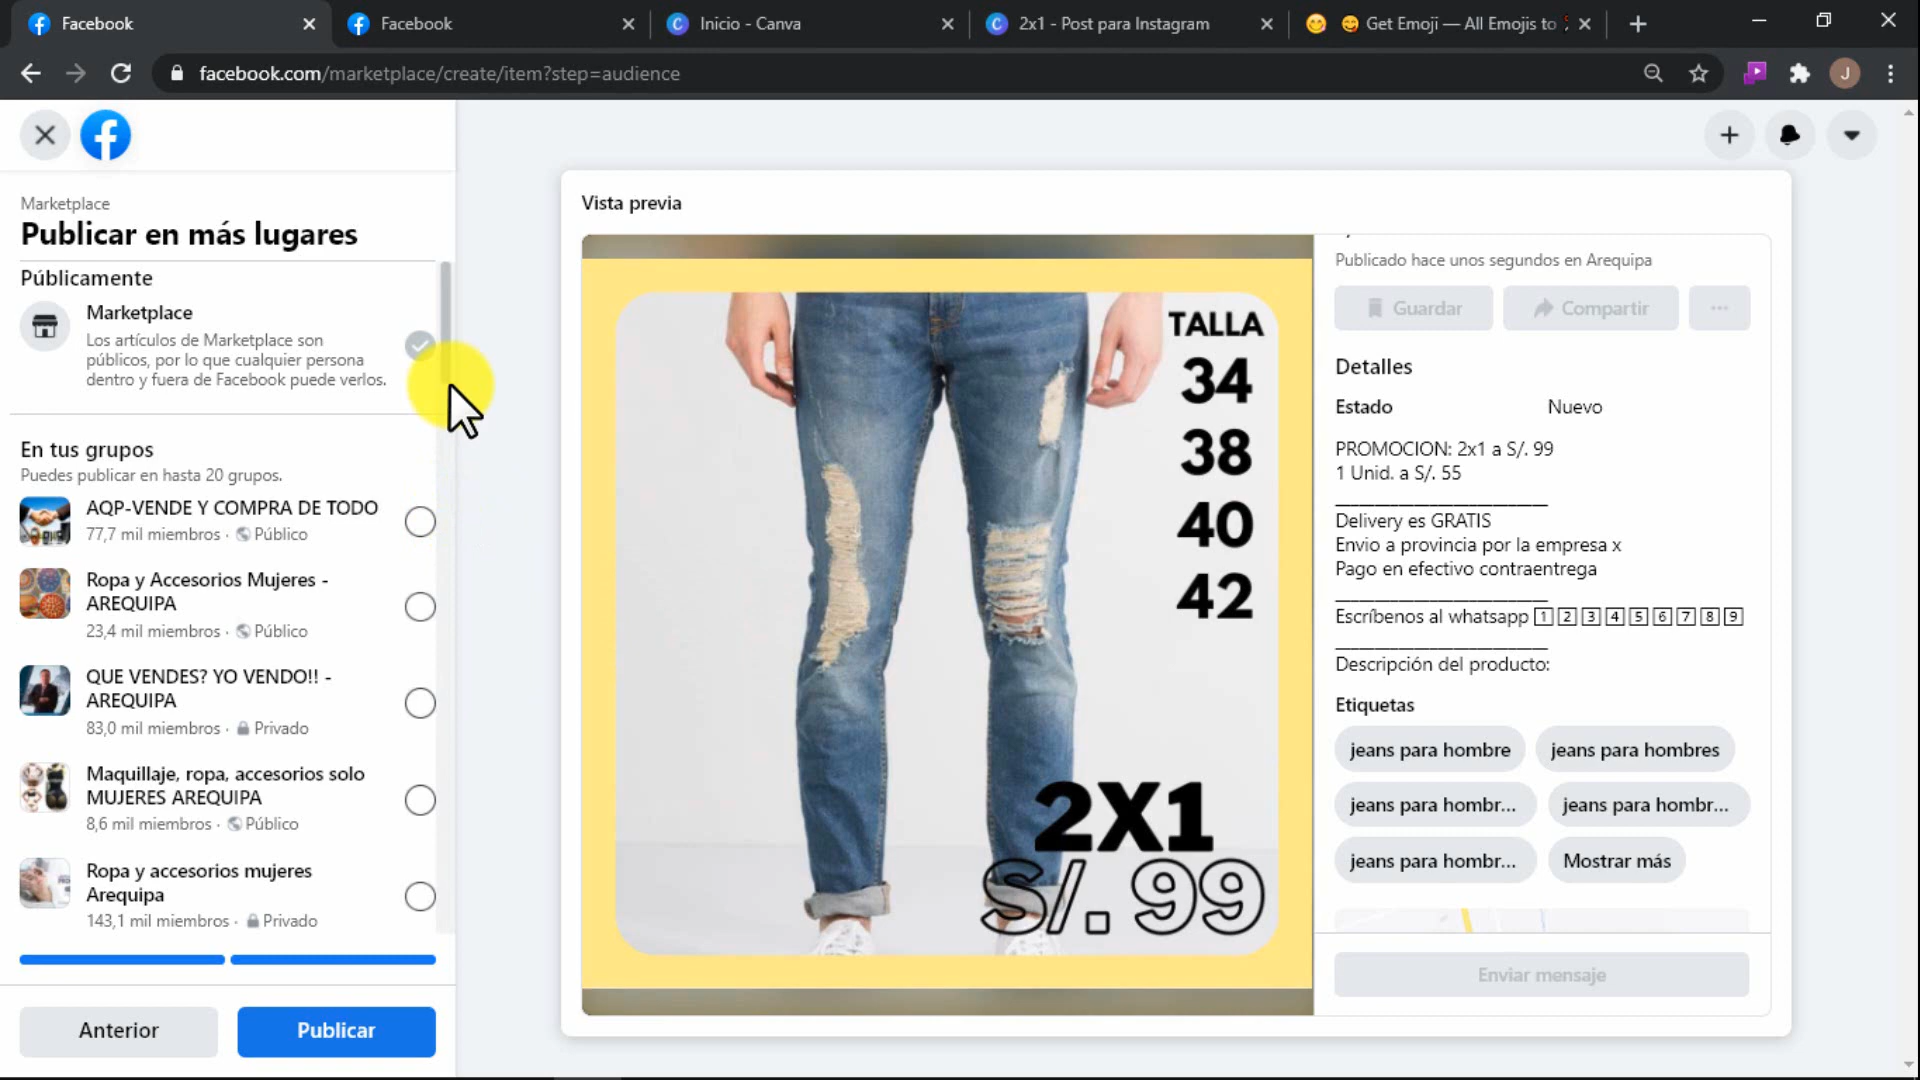 Facebook
Facebook
Inicio - Canva
2x1 - Post para Instagram
Get Emoji — All Emojis to
facebook.com/marketplace/create/item?step=audience
J
Marketplace
Publicar en más lugares
Públicamente
Marketplace
Los artículos de Marketplace son
públicos, por lo que cualquier persona
dentro y fuera de Facebook puede verlos.
En tus grupos
Puedes publicar en hasta 20 grupos.
AQP-VENDE Y COMPRA DE TODO
77,7 mil miembros · Público
Ropa y Accesorios Mujeres -
AREQUIPA
23,4 mil miembros · Público
QUE VENDES? YO VENDO!! -
AREQUIPA
83,0 mil miembros · Privado
Maquillaje, ropa, accesorios solo
MUJERES AREQUIPA
8,6 mil miembros · Público
Ropa y accesorios mujeres
Arequipa
143,1 mil miembros · Privado
Anterior
Publicar
Vista previa
TALLA
34
38
40
42
2X1
S/. 99
Publicado hace unos segundos en Arequipa
Guardar
Compartir
Detalles
Estado Nuevo
PROMOCION: 2x1 a S/. 99
1 Unid. a S/. 55
Delivery es GRATIS
Envio a provincia por la empresa x
Pago en efectivo contraentrega
Escríbenos al whatsapp 1 2 3 4 5 6 7 8 9
Descripción del producto:
Etiquetas
jeans para hombre
jeans para hombres
jeans para hombr...
jeans para hombr...
jeans para hombr...
Mostrar más
Enviar mensaje